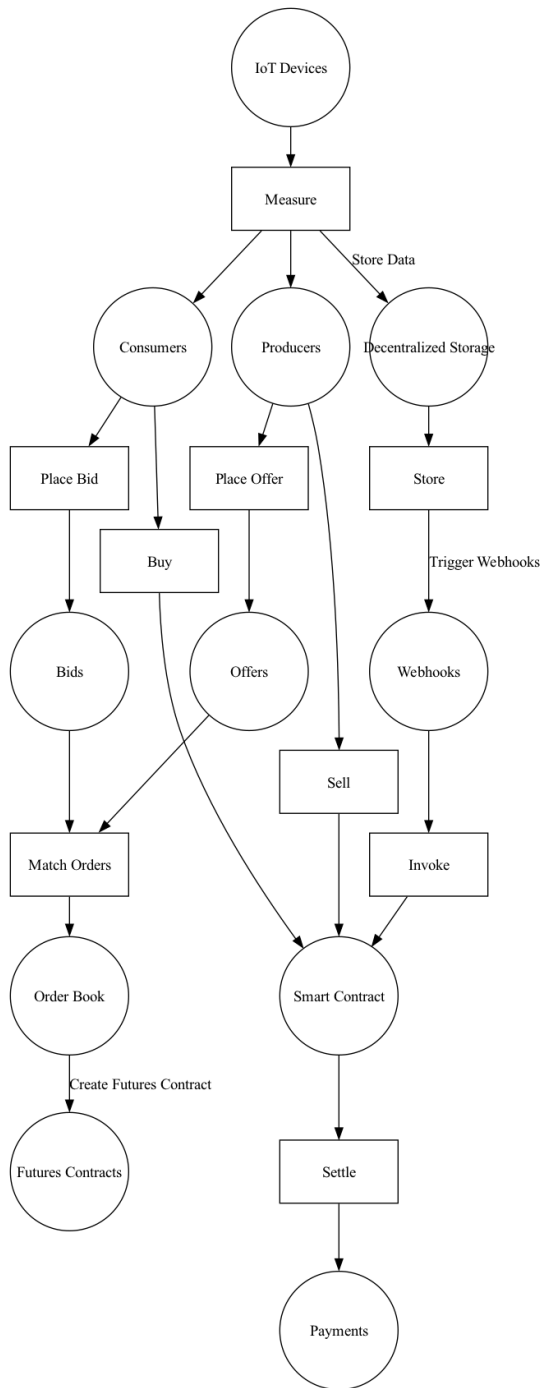 IoT Devices
Measure
Store Data
Consumers
Producers
Decentralized Storage
Place Bid
Place Offer
Store
Buy
Trigger Webhooks
Bids
Offers
Webhooks
Sell
Match Orders
Invoke
Order Book
Smart Contract
Create Futures Contract
Futures Contracts
Settle
Payments